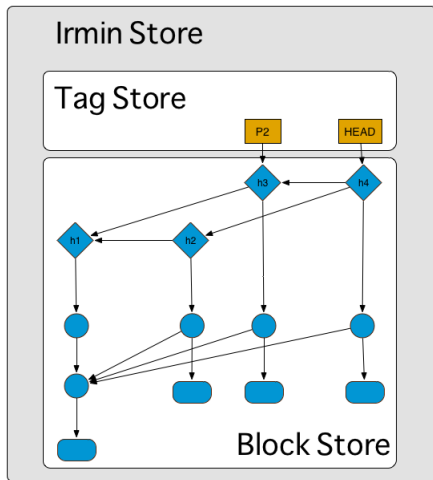 Irmin Store
Tag Store
P2
HEAD
h3
h4
h1
h2
Block Store